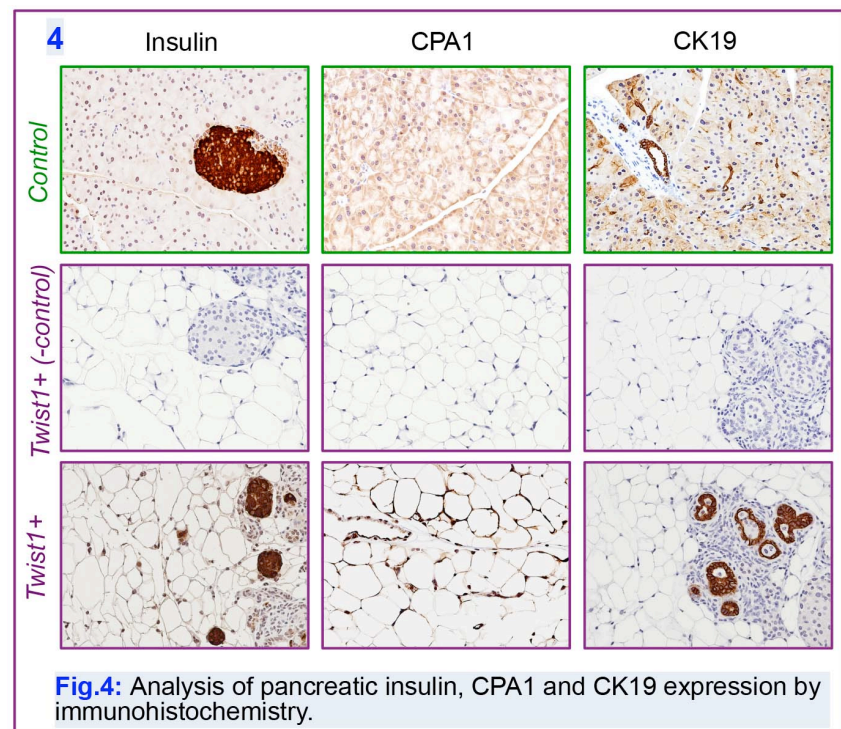 4
Insulin
CPA1
CK19
Control
Twist1+ (-control)
Twist1+
Fig.4: Analysis of pancreatic insulin, CPA1 and CK19 expression by
immunohistochemistry.